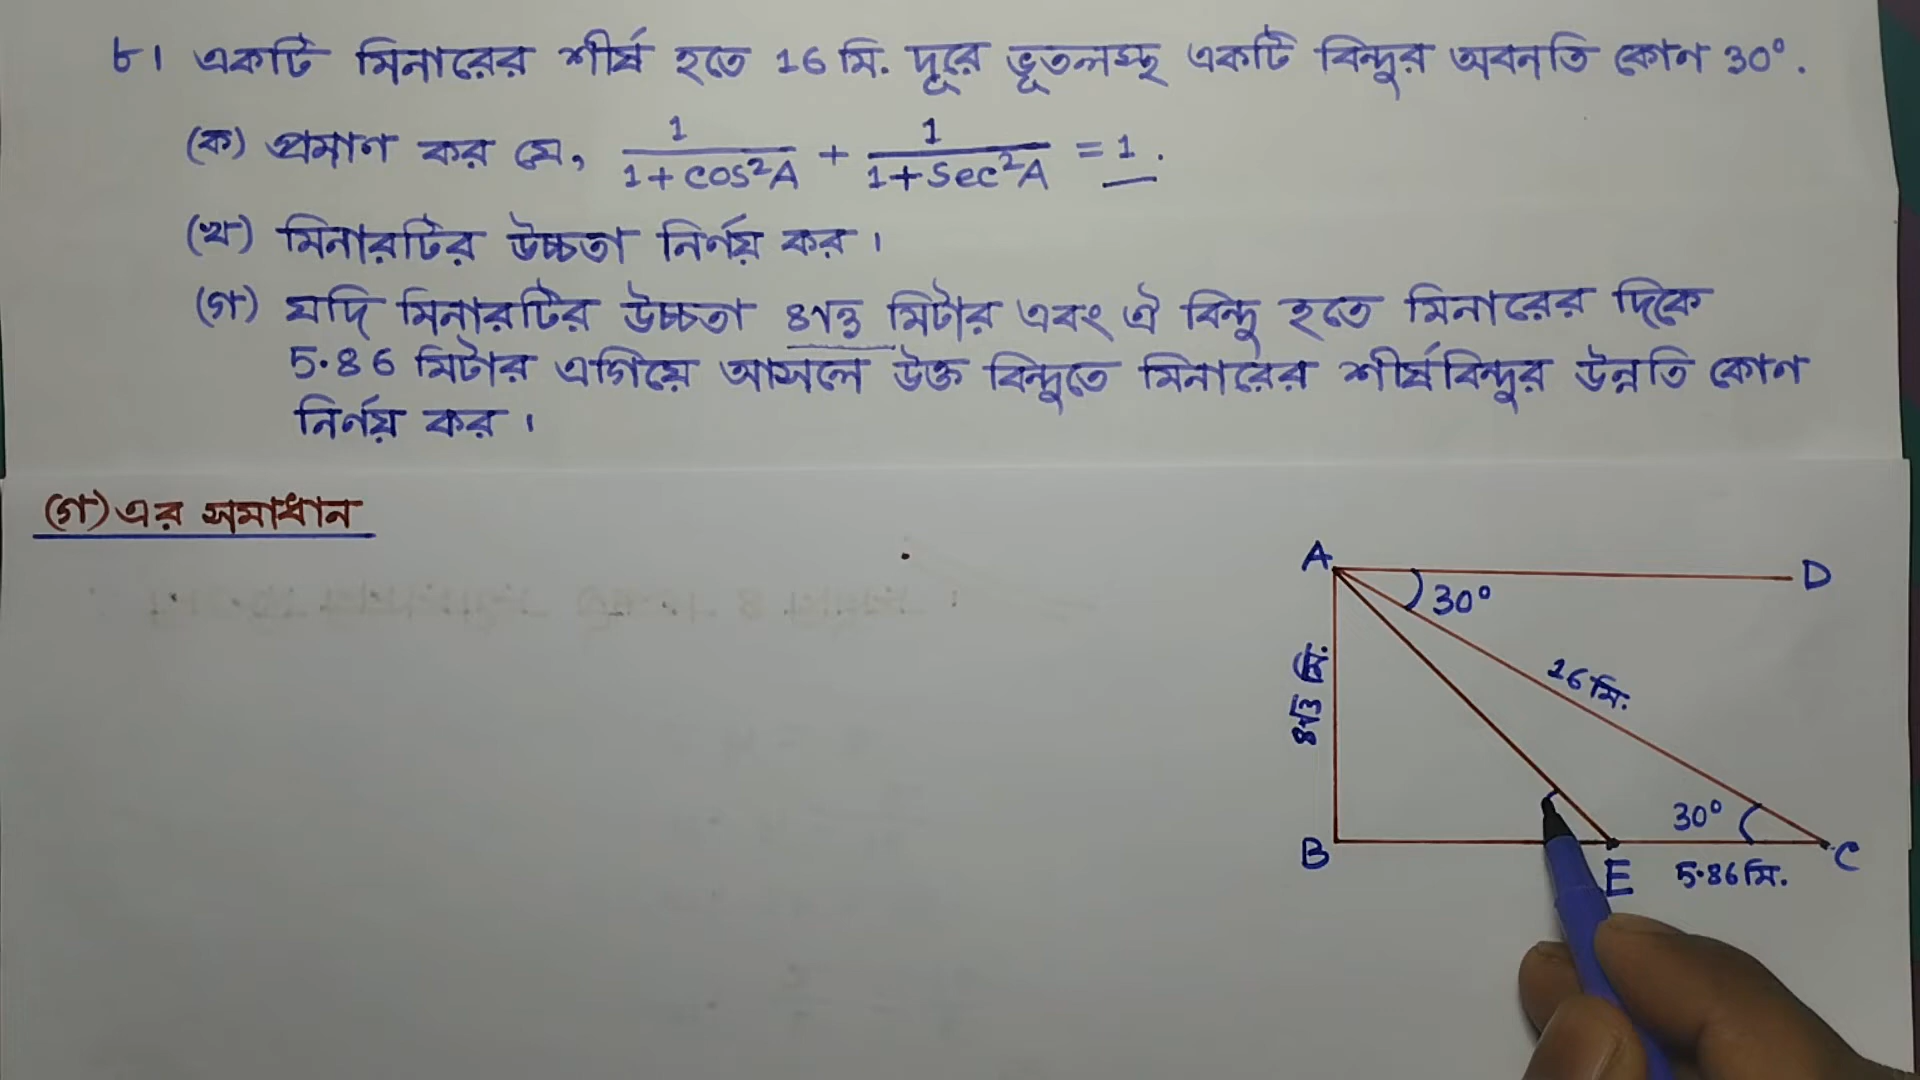 ৮। একটি মিনারের শীর্ষ হতে 16 মি. দূরে ভূতলস্থ একটি বিন্দুর অবনতি কোণ 30°.
(ক) প্রমাণ কর যে, 1/(1+cos²A) + 1/(1+Sec²A) = 1.
(খ) মিনারটির উচ্চতা নির্ণয় কর।
(গ) যদি মিনারটির উচ্চতা 8√3 মিটার এবং ঐ বিন্দু হতে মিনারের দিকে
5.86 মিটার এগিয়ে আসলে উক্ত বিন্দুতে মিনারের শীর্ষবিন্দুর উন্নতি কোণ
নির্ণয় কর।
(গ) এর সমাধান
A
D
30°
16 মি.
8√3 মি.
30°
B
E
C
5.86 মি.